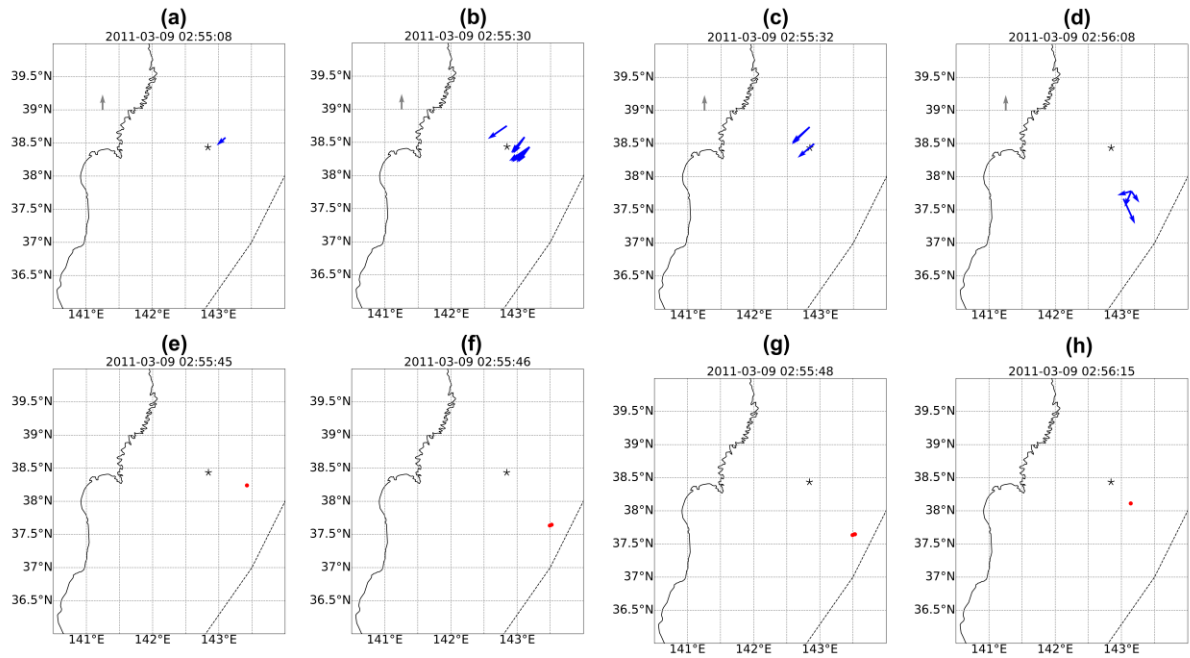 (a)
2011-03-09 02:55:08
39.5°N
39°N
38.5°N
38°N
37.5°N
37°N
36.5°N
141°E 142°E 143°E
(b)
2011-03-09 02:55:30
39.5°N
39°N
38.5°N
38°N
37.5°N
37°N
36.5°N
141°E 142°E 143°E
(c)
2011-03-09 02:55:32
39.5°N
39°N
38.5°N
38°N
37.5°N
37°N
36.5°N
141°E 142°E 143°E
(d)
2011-03-09 02:56:08
39.5°N
39°N
38.5°N
38°N
37.5°N
37°N
36.5°N
141°E 142°E 143°E
(e)
2011-03-09 02:55:45
39.5°N
39°N
38.5°N
38°N
37.5°N
37°N
36.5°N
141°E 142°E 143°E
(f)
2011-03-09 02:55:46
39.5°N
39°N
38.5°N
38°N
37.5°N
37°N
36.5°N
141°E 142°E 143°E
(g)
2011-03-09 02:55:48
39.5°N
39°N
38.5°N
38°N
37.5°N
37°N
36.5°N
141°E 142°E 143°E
(h)
2011-03-09 02:56:15
39.5°N
39°N
38.5°N
38°N
37.5°N
37°N
36.5°N
141°E 142°E 143°E